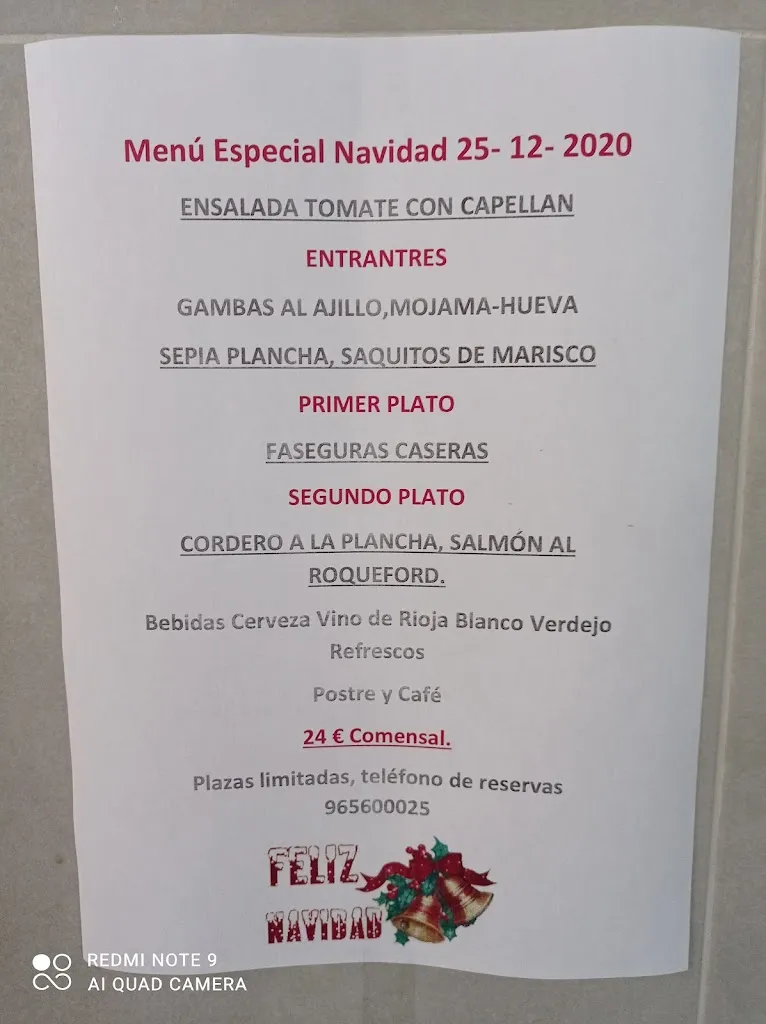 Menú Especial Navidad 25- 12- 2020
ENSALADA TOMATE CON CAPELLAN
ENTRANTRES
GAMBAS AL AJILLO,MOJAMA-HUEVA
SEPIA PLANCHA, SAQUITOS DE MARISCO
PRIMER PLATO
FASEGURAS CASERAS
SEGUNDO PLATO
CORDERO A LA PLANCHA, SALMÓN AL
ROQUEFORD.
Bebidas Cerveza Vino de Rioja Blanco Verdejo
Refrescos
Postre y Café
24 € Comensal.
Plazas limitadas, teléfono de reservas
965600025
FELIZ
NAVIDAD
REDMI NOTE 9
AI QUAD CAMERA